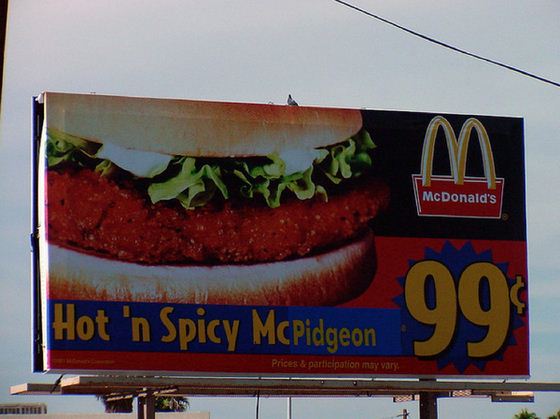 McDonald's
99¢
Hot 'n Spicy McPidgeon
Prices & participation may vary.